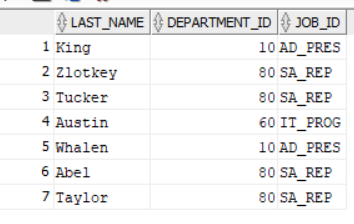 LAST_NAME DEPARTMENT_ID JOB_ID
1 King 10 AD_PRES
2 Zlotkey 80 SA_REP
3 Tucker 80 SA_REP
4 Austin 60 IT_PROG
5 Whalen 10 AD_PRES
6 Abel 80 SA_REP
7 Taylor 80 SA_REP